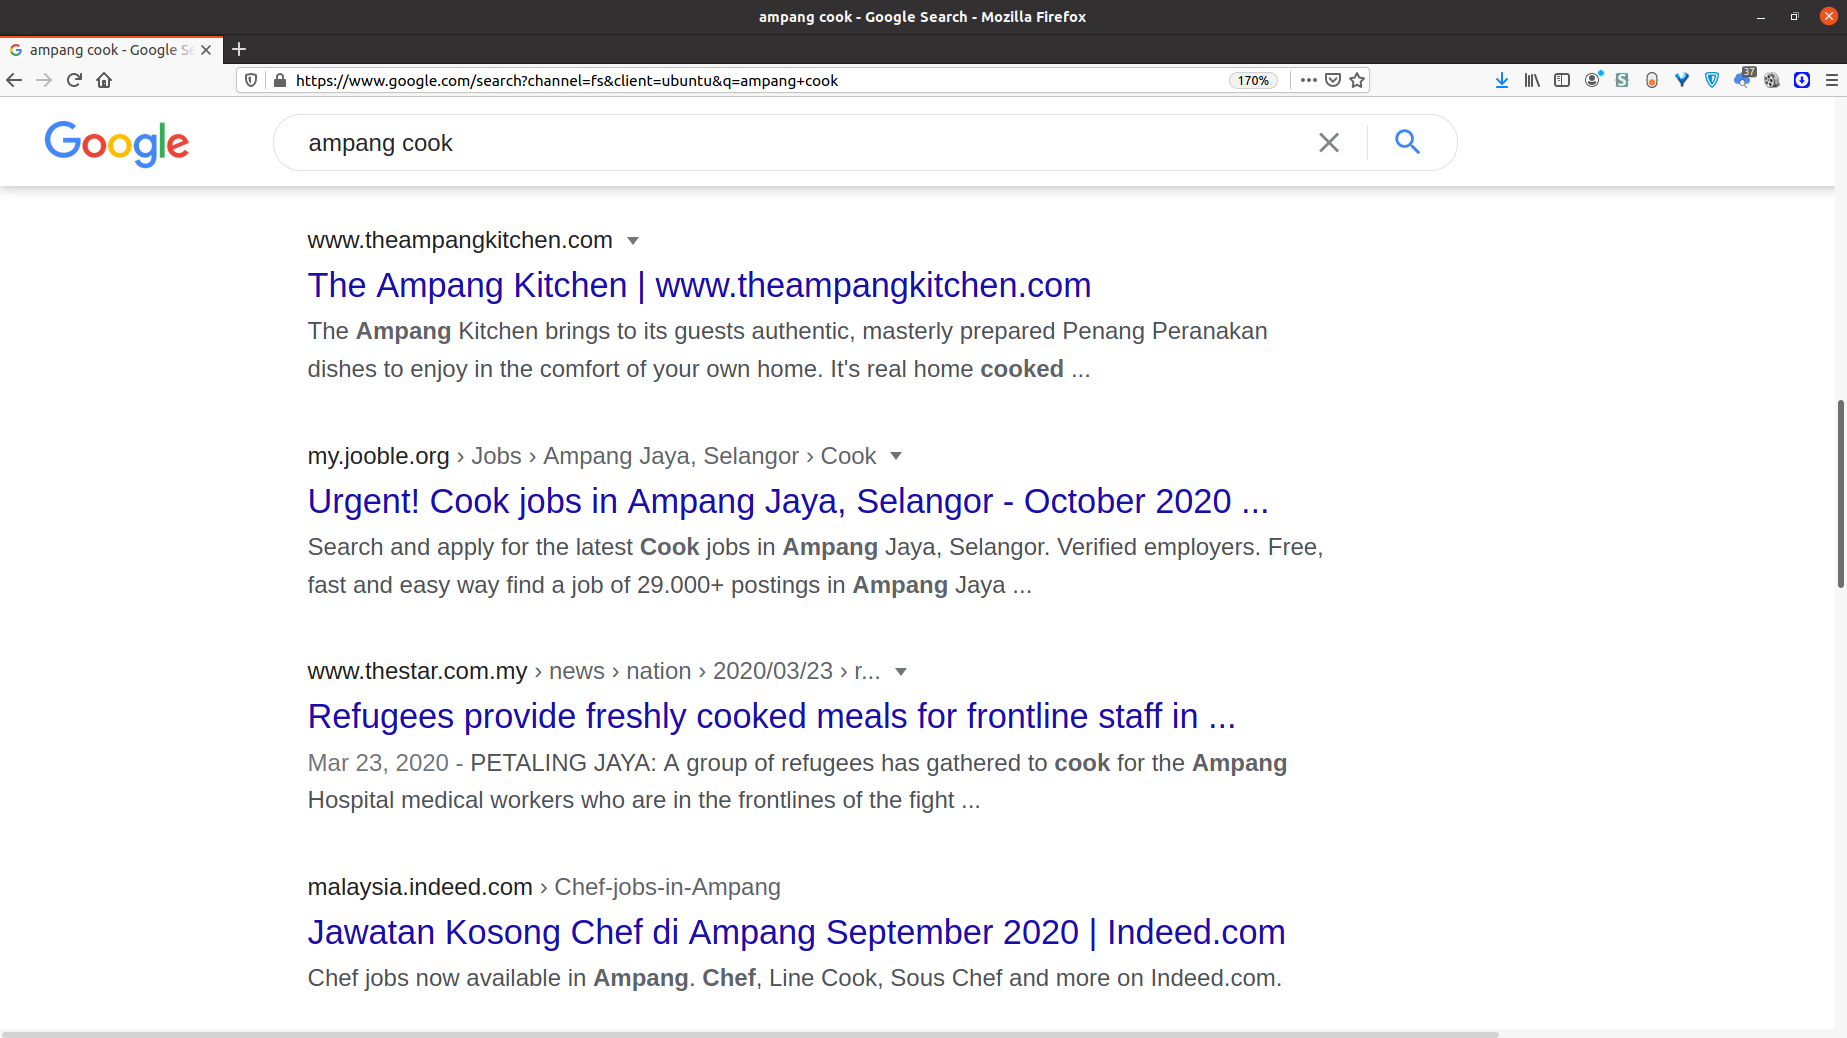 ampang cook - Google Search - Mozilla Firefox
ampang cook - Google Se
https://www.google.com/search?channel=fs&client=ubuntu&q=ampang+cook
170%
37
Google
ampang cook
www.theampangkitchen.com
The Ampang Kitchen | www.theampangkitchen.com
The Ampang Kitchen brings to its guests authentic, masterly prepared Penang Peranakan
dishes to enjoy in the comfort of your own home. It's real home cooked ...
my.jooble.org › Jobs › Ampang Jaya, Selangor › Cook
Urgent! Cook jobs in Ampang Jaya, Selangor - October 2020 ...
Search and apply for the latest Cook jobs in Ampang Jaya, Selangor. Verified employers. Free,
fast and easy way find a job of 29.000+ postings in Ampang Jaya ...
www.thestar.com.my › news › nation › 2020/03/23 › r...
Refugees provide freshly cooked meals for frontline staff in ...
Mar 23, 2020 - PETALING JAYA: A group of refugees has gathered to cook for the Ampang
Hospital medical workers who are in the frontlines of the fight ...
malaysia.indeed.com › Chef-jobs-in-Ampang
Jawatan Kosong Chef di Ampang September 2020 | Indeed.com
Chef jobs now available in Ampang. Chef, Line Cook, Sous Chef and more on Indeed.com.